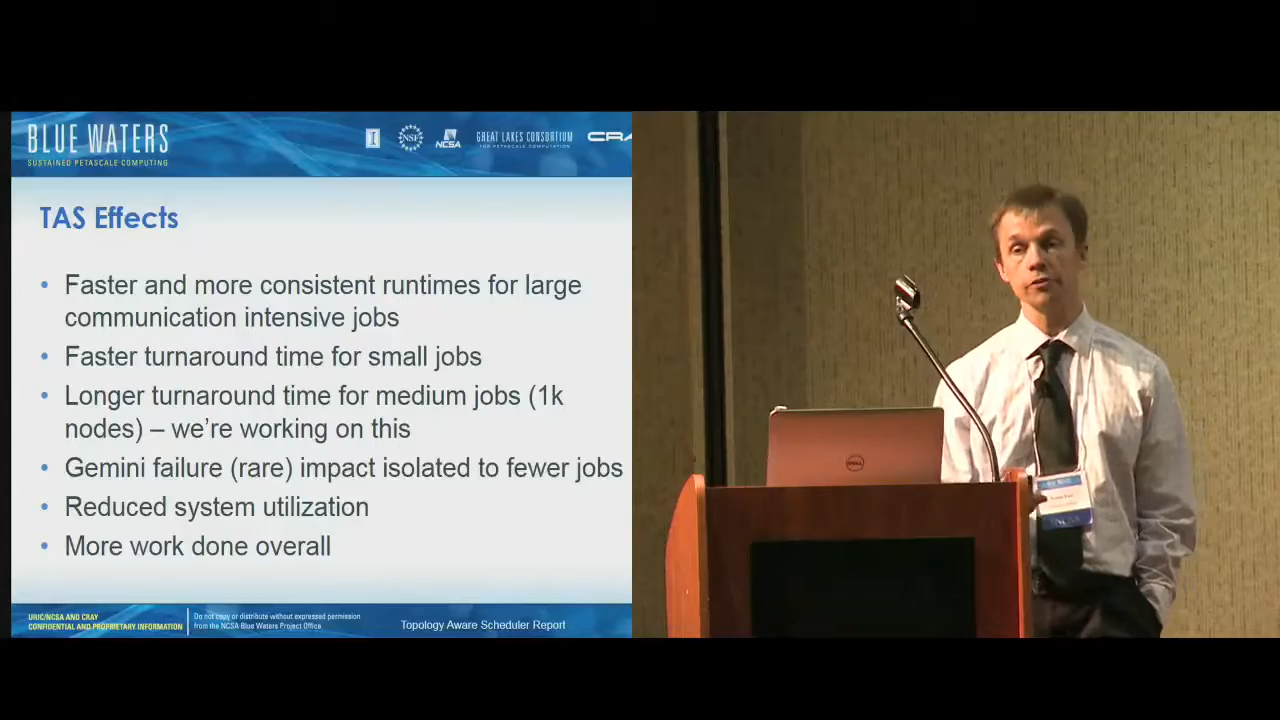 BLUE WATERS
SUSTAINED PETASCALE COMPUTING
I
NSF
NCSA
GREAT LAKES CONSORTIUM
FOR PETASCALE COMPUTATION
CRA
TAS Effects
• Faster and more consistent runtimes for large
communication intensive jobs
• Faster turnaround time for small jobs
• Longer turnaround time for medium jobs (1k
nodes) – we're working on this
• Gemini failure (rare) impact isolated to fewer jobs
• Reduced system utilization
• More work done overall
UIUC/NCSA AND CRAY
CONFIDENTIAL AND PROPRIETARY INFORMATION
Do not copy or distribute without expressed permission
from the NCSA Blue Waters Project Office
Topology Aware Scheduler Report
DELL